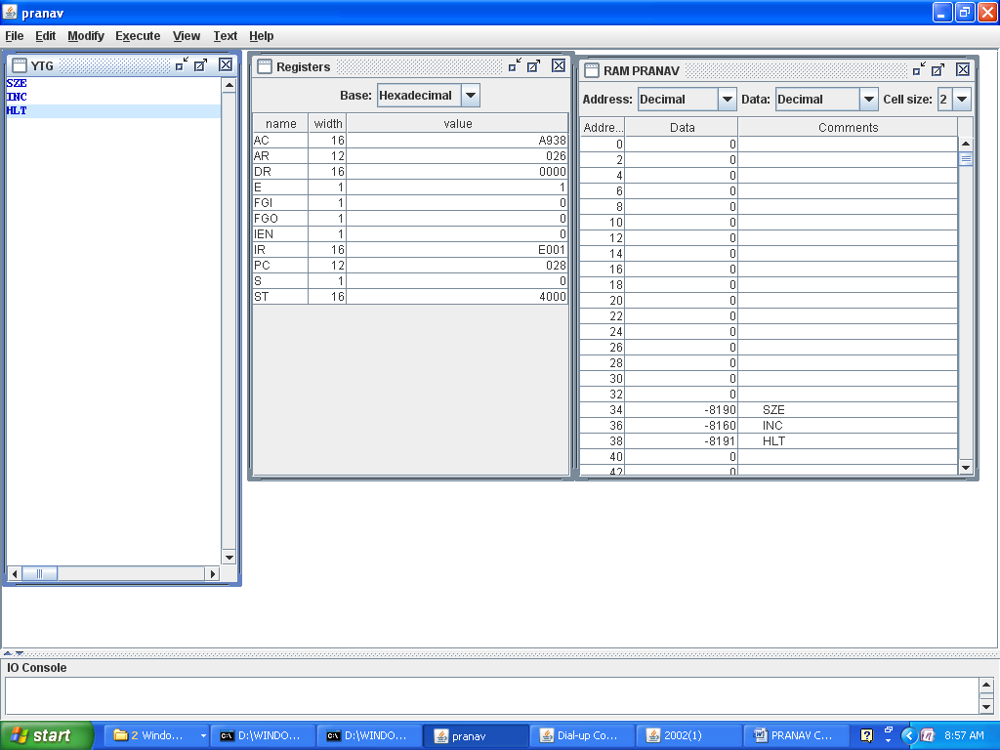 pranav
File Edit Modify Execute View Text Help
YTG
SZE
INC
HLT
Registers
Base: Hexadecimal
name width value
AC 16 A938
AR 12 026
DR 16 0000
E 1 1
FGI 1 0
FGO 1 0
IEN 1 0
IR 16 E001
PC 12 028
S 1 0
ST 16 4000
RAM PRANAV
Address: Decimal Data: Decimal Cell size: 2
Addre... Data Comments
0 0
2 0
4 0
6 0
8 0
10 0
12 0
14 0
16 0
18 0
20 0
22 0
24 0
26 0
28 0
30 0
32 0
34 -8190 SZE
36 -8160 INC
38 -8191 HLT
40 0
42 0
IO Console
start 2 Windo... D:\WINDO... D:\WINDO... pranav Dial-up Co... 2002(1) PRANAV C... 8:57 AM